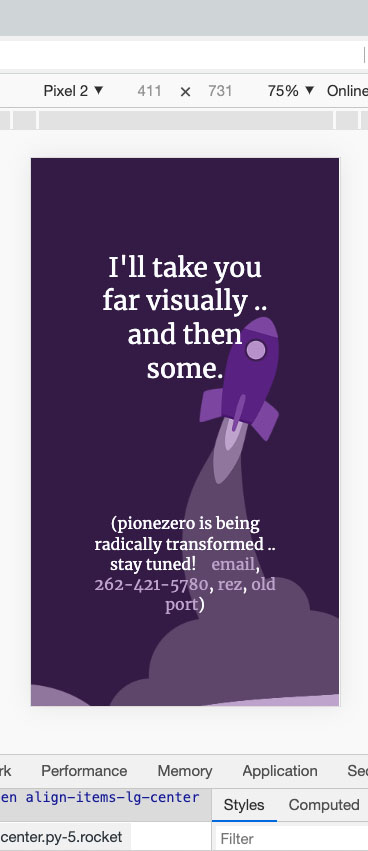 Pixel 2 ▼ 411 × 731 75% ▼ Online
I'll take you
far visually ..
and then
some.
(pionezero is being
radically transformed ..
stay tuned! email,
262-421-5780, rez, old
port)
rk Performance Memory Application Sec
en align-items-lg-center
Styles Computed
center.py-5.rocket
Filter